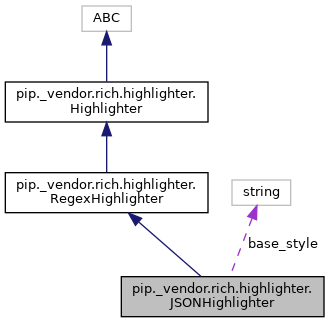 ABC
pip._vendor.rich.highlighter.
Highlighter
pip._vendor.rich.highlighter.
RegexHighlighter
string
base_style
pip._vendor.rich.highlighter.
JSONHighlighter